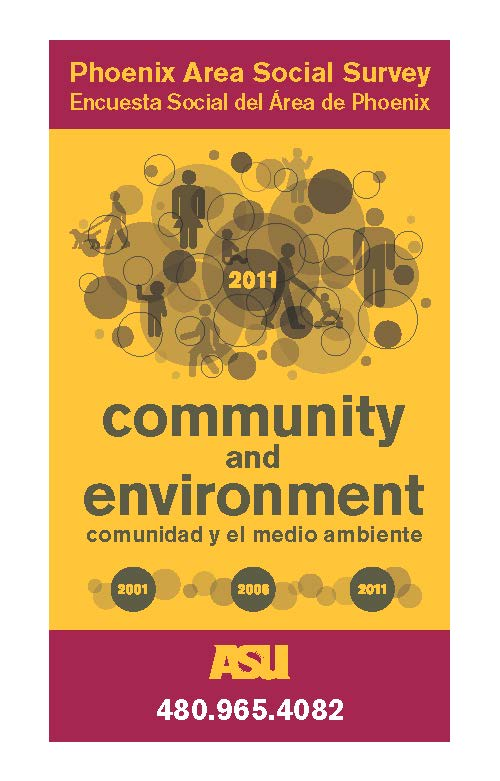 Phoenix Area Social Survey
Encuesta Social del Área de Phoenix
2011
community
and
environment
comunidad y el medio ambiente
2001 2006 2011
ASU
480.965.4082